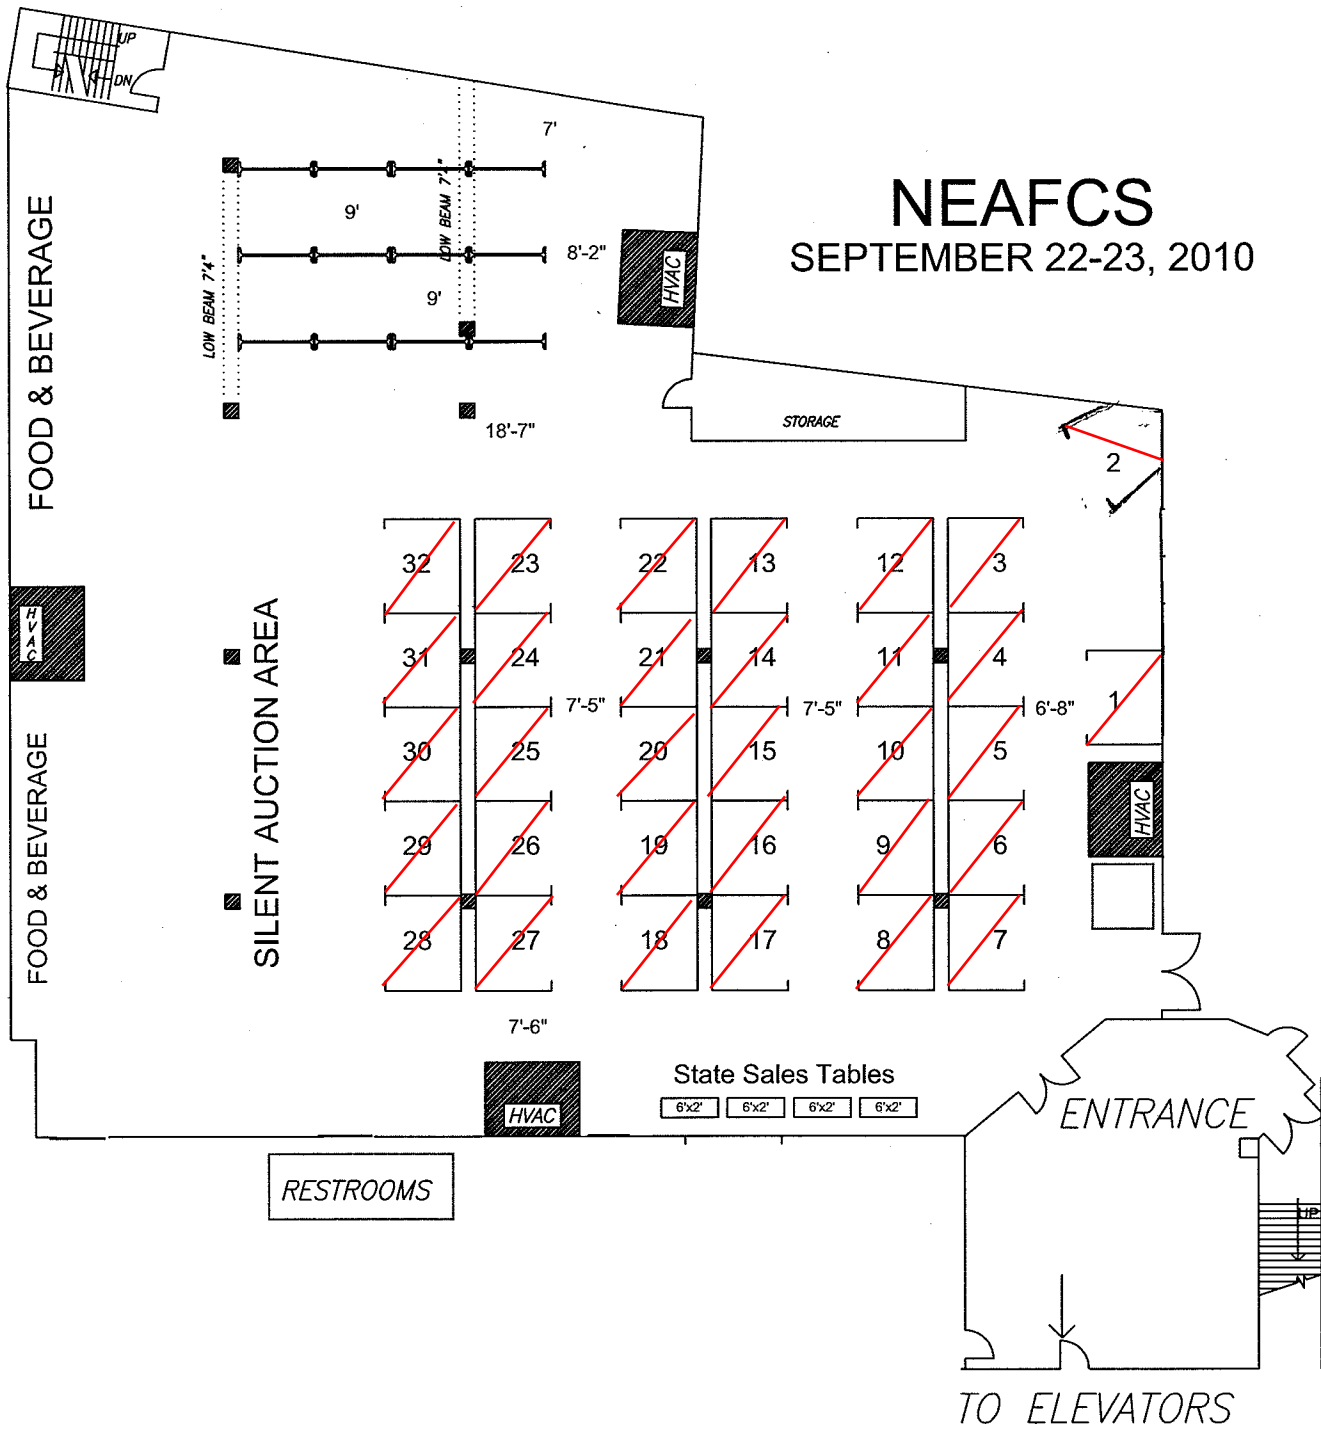 UP
DN
7'
NEAFCS
SEPTEMBER 22-23, 2010
FOOD & BEVERAGE
LOW BEAM 7'4"
LOW BEAM 7'4"
9'
8'-2"
9'
HVAC
18'-7"
STORAGE
2
32
23
22
13
12
3
HVAC
SILENT AUCTION AREA
31
24
21
14
11
4
7'-5"
7'-5"
6'-8"
1
30
25
20
15
10
5
FOOD & BEVERAGE
HVAC
29
26
19
16
9
6
28
27
18
17
8
7
7'-6"
HVAC
State Sales Tables
6'x2'
6'x2'
6'x2'
6'x2'
ENTRANCE
RESTROOMS
UP
TO ELEVATORS